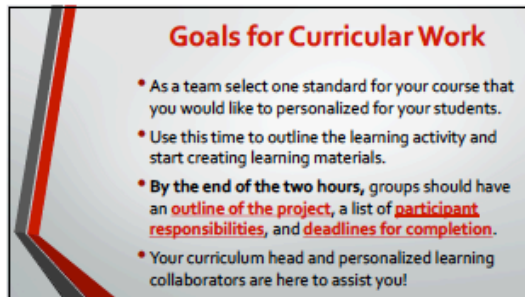 Goals for Curricular Work
• As a team select one standard for your course that
you would like to personalized for your students.
• Use this time to outline the learning activity and
start creating learning materials.
• By the end of the two hours, groups should have
an outline of the project, a list of participant
responsibilities, and deadlines for completion.
• Your curriculum head and personalized learning
collaborators are here to assist you!